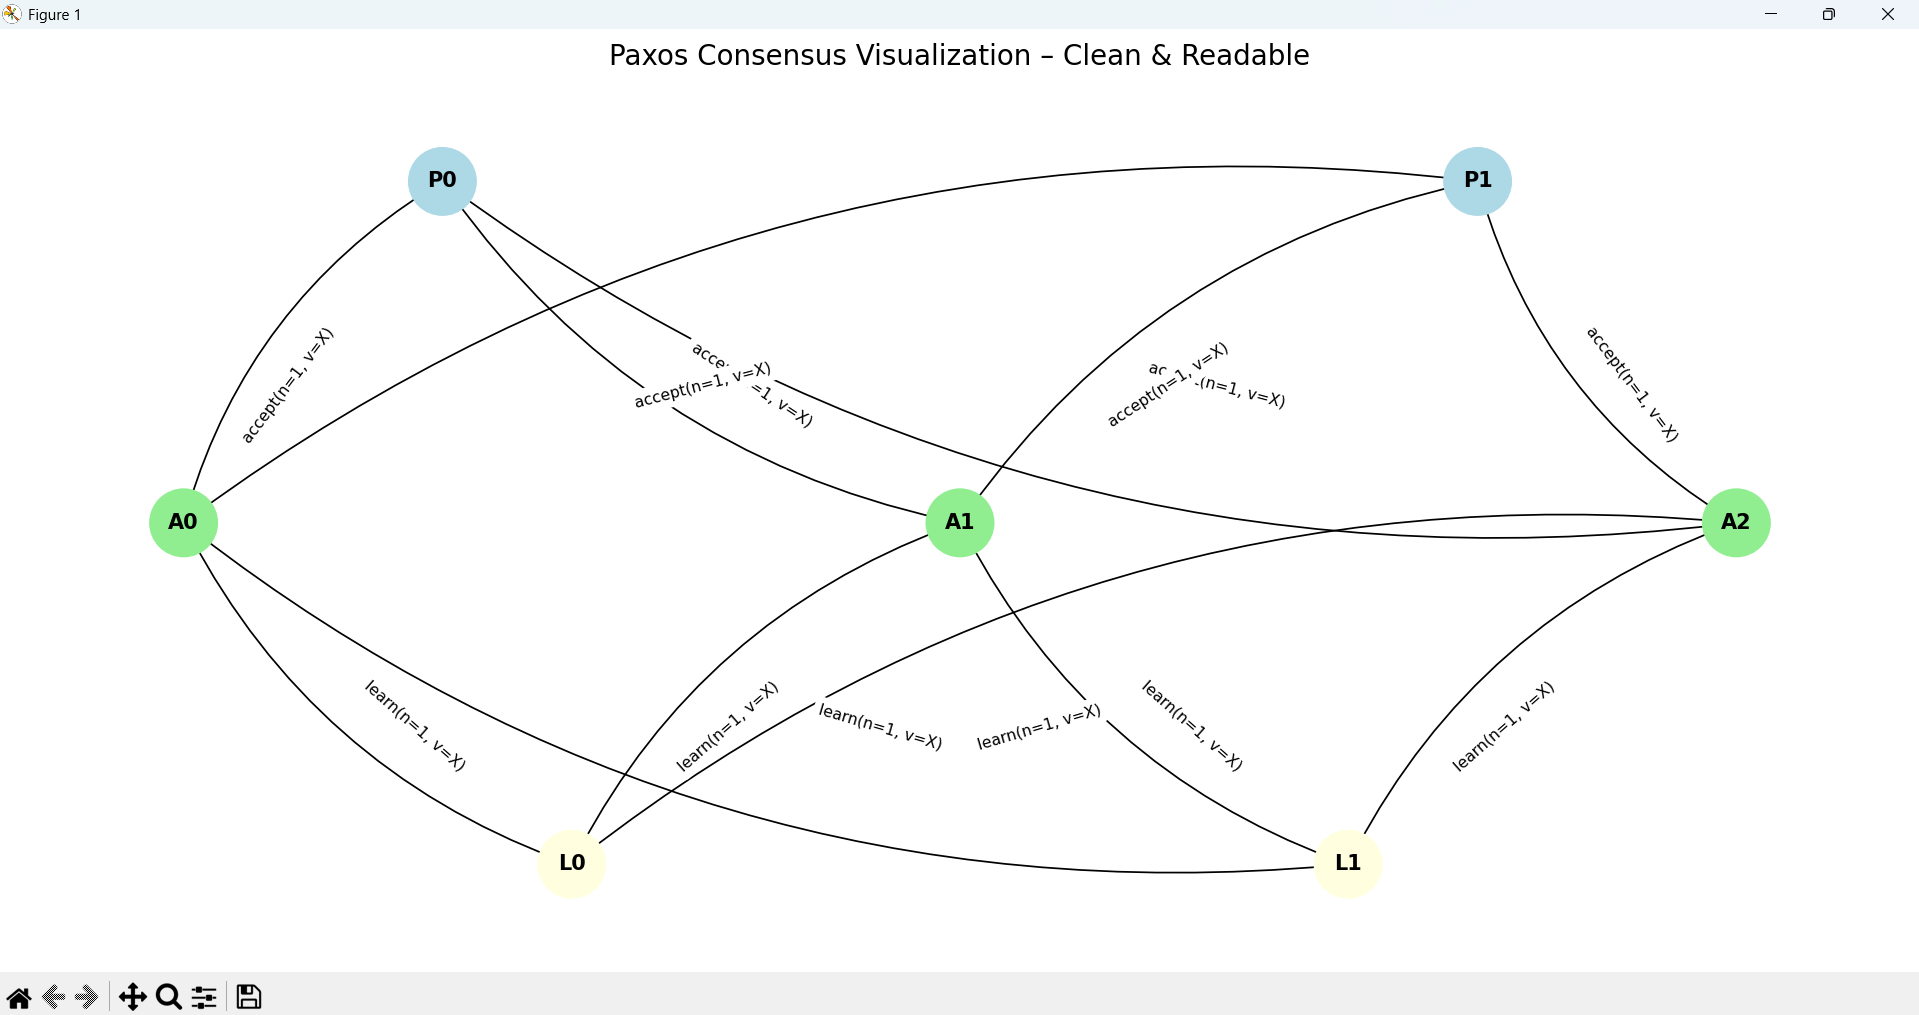 Figure 1
Paxos Consensus Visualization – Clean & Readable
P0
P1
accept(n=1, v=X)
acce
=1, v=X)
accept(n=1, v=X)
accept(n=1, v=X)
ac
(n=1, v=X)
accept(n=1, v=X)
A0
A1
A2
learn(n=1, v=X)
learn(n=1, v=X)
learn(n=1, v=X)
learn(n=1, v=X)
learn(n=1, v=X)
learn(n=1, v=X)
L0
L1